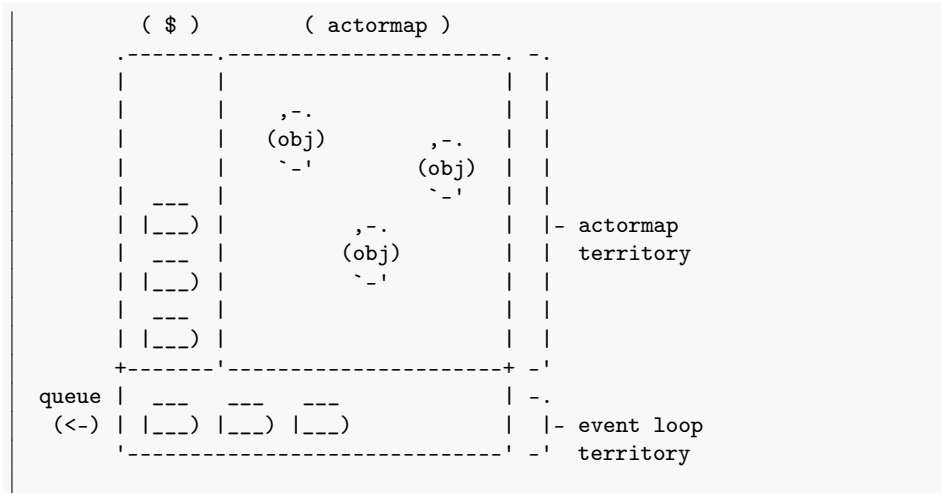 ( $ ) ( actormap )
(obj)
(obj)
(obj)
actormap
territory
queue
(<-)
event loop
territory